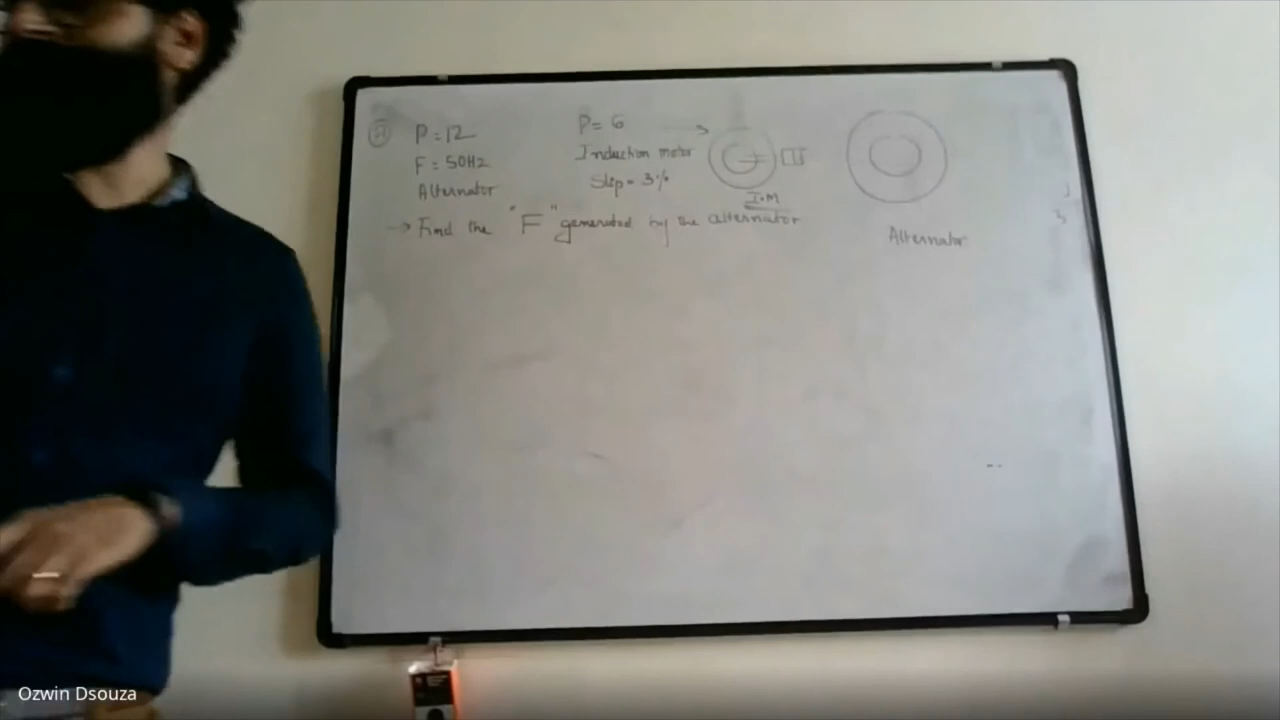 P = 12
F = 50Hz
Alternator
P = 6
Induction motor
Slip = 3%
I.M
→ Find the "F" generated by the alternator
Alternator
Ozwin Dsouza